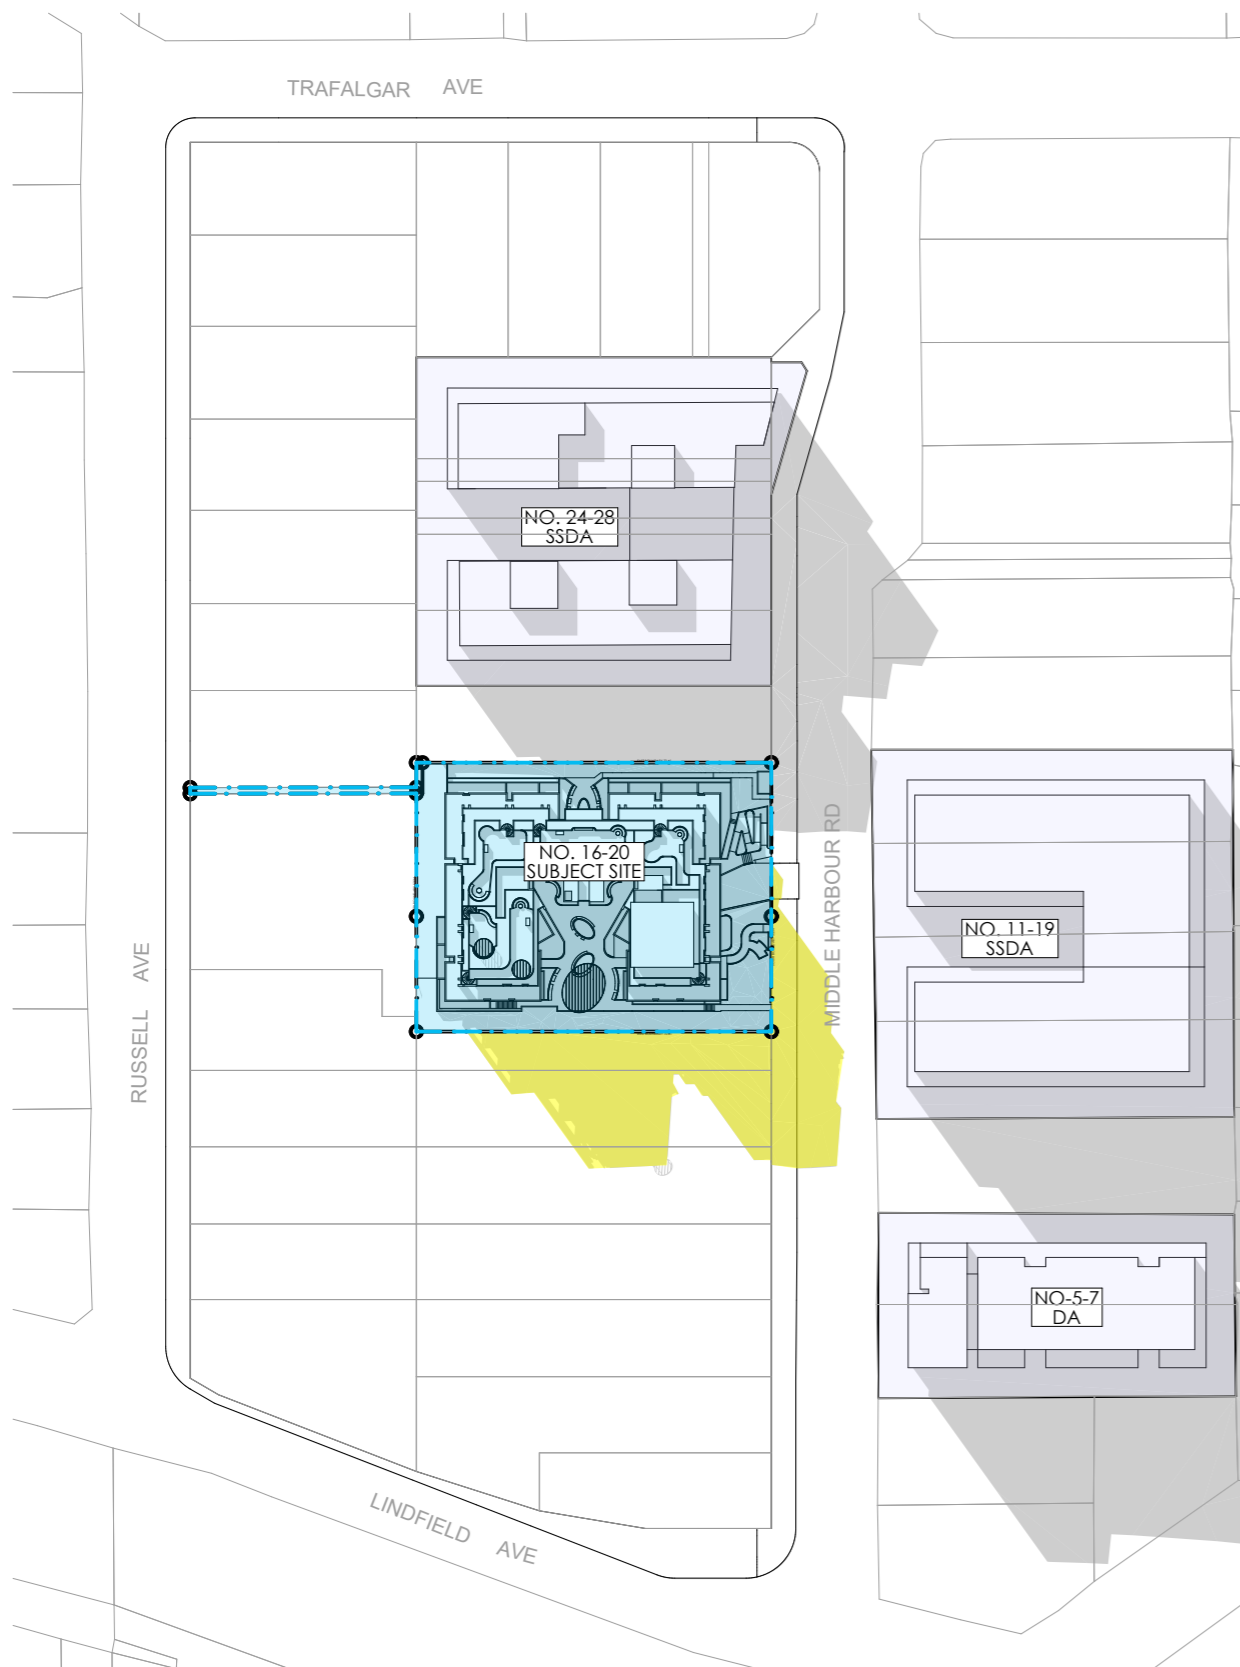 TRAFALGAR AVE
NO. 24-28
SSDA
NO. 16-20
SUBJECT SITE
MIDDLE HARBOUR RD
NO. 11-19
SSDA
RUSSELL AVE
NO-5-7
DA
LINDFIELD AVE